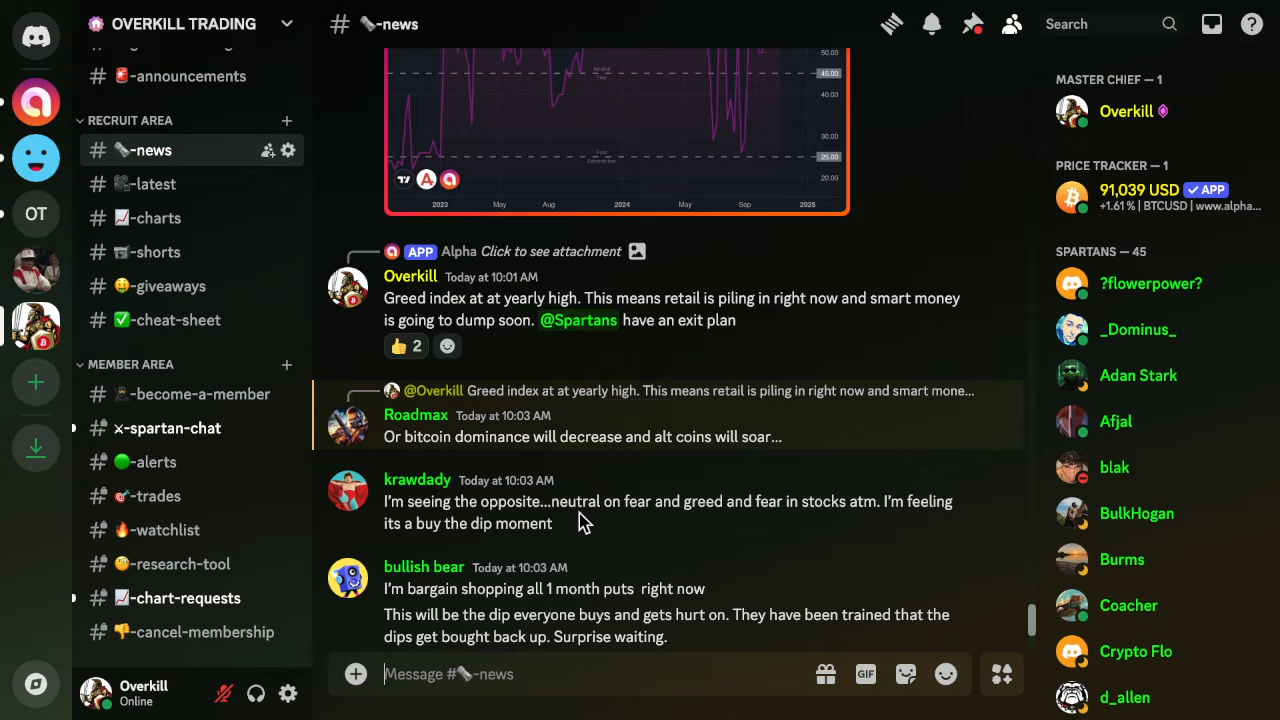 OVERKILL TRADING
# 🗞️-news
Search
# 🚨-announcements
RECRUIT AREA
# 🗞️-news
# 🎥-latest
# 📈-charts
# 📹-shorts
# 🤑-giveaways
# ✅-cheat-sheet
MEMBER AREA
# 🥷-become-a-member
# ⚔-spartan-chat
# 🟢-alerts
# 🎯-trades
# 🔥-watchlist
# 🧐-research-tool
# 📈-chart-requests
# 👎-cancel-membership
Overkill
Online
50.00
45.00
40.00
30.00
25.00
20.00
Neutral
Fear
Fear
Extreme fear
2023 May Aug 2024 May Sep 2025
APP Alpha Click to see attachment
Overkill Today at 10:01 AM
Greed index at at yearly high. This means retail is piling in right now and smart money
is going to dump soon. @Spartans have an exit plan
👍 2
@Overkill Greed index at at yearly high. This means retail is piling in right now and smart mone...
Roadmax Today at 10:03 AM
Or bitcoin dominance will decrease and alt coins will soar...
krawdady Today at 10:03 AM
I'm seeing the opposite...neutral on fear and greed and fear in stocks atm. I'm feeling
its a buy the dip moment
bullish bear Today at 10:03 AM
I'm bargain shopping all 1 month puts right now
This will be the dip everyone buys and gets hurt on. They have been trained that the
dips get bought back up. Surprise waiting.
Message #🗞️-news
GIF
MASTER CHIEF — 1
Overkill
PRICE TRACKER — 1
91,039 USD ✓ APP
+1.61% | BTCUSD | www.alpha...
SPARTANS — 45
?flowerpower?
_Dominus_
Adan Stark
Afjal
blak
BulkHogan
Burms
Coacher
Crypto Flo
d_allen
OT